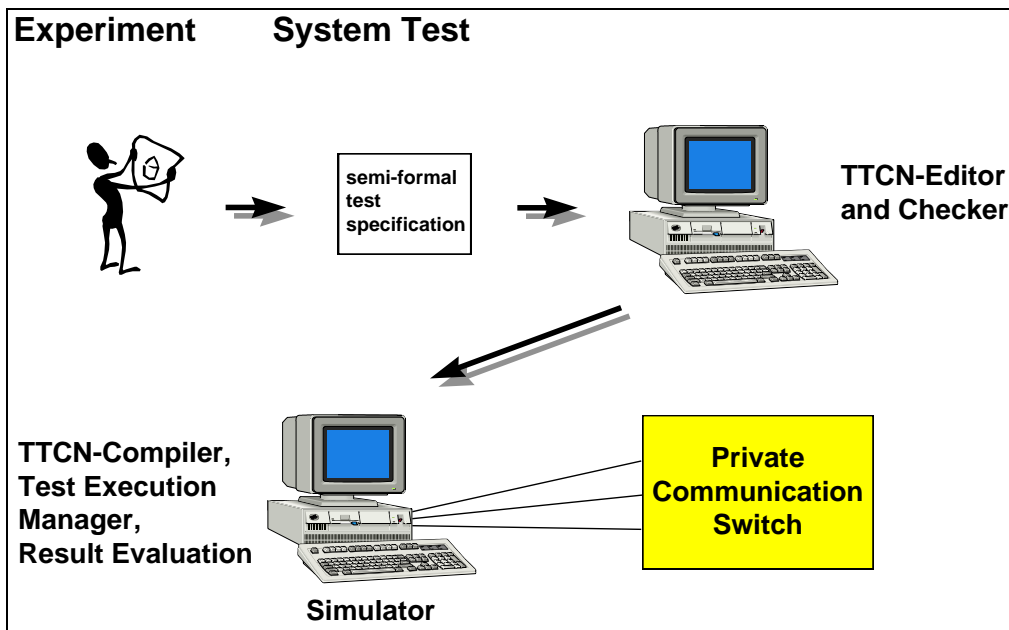 Experiment System Test
semi-formal
test
specification
TTCN-Editor
and Checker
TTCN-Compiler,
Test Execution
Manager,
Result Evaluation
Simulator
Private
Communication
Switch